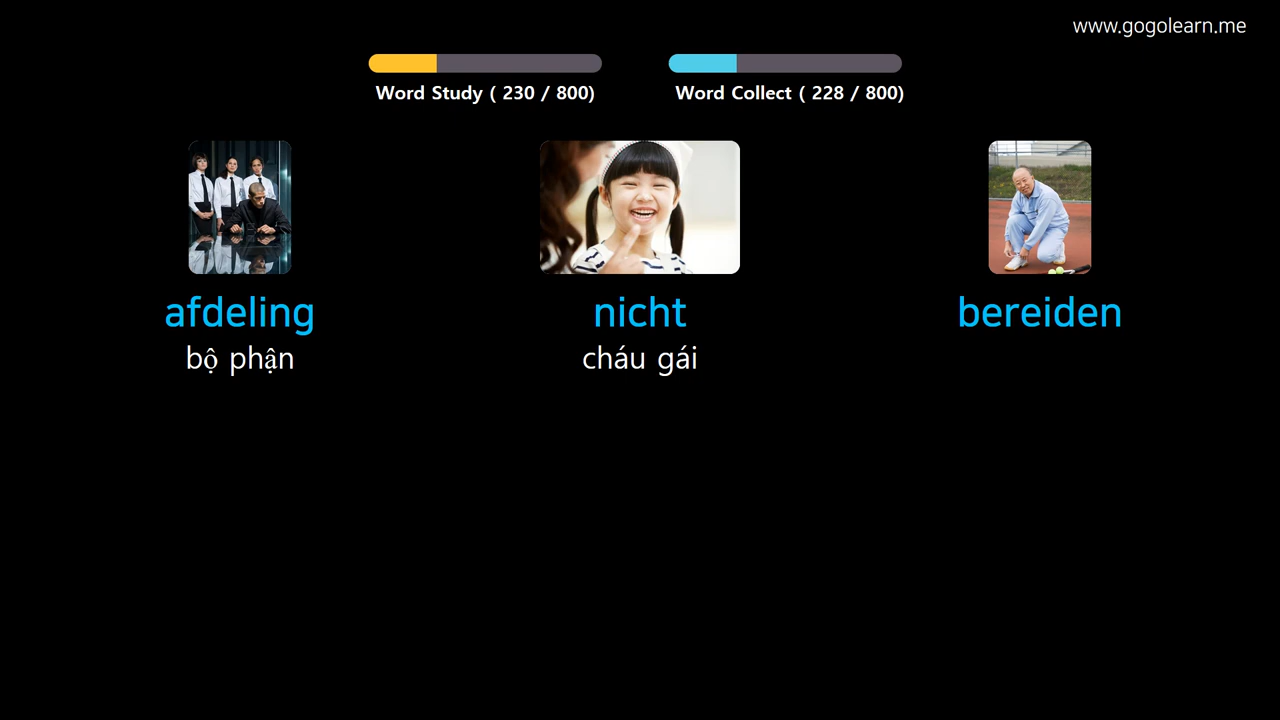 www.gogolearn.me
Word Study ( 230 / 800)
Word Collect ( 228 / 800)
afdeling
nicht
bereiden
bộ phận
cháu gái